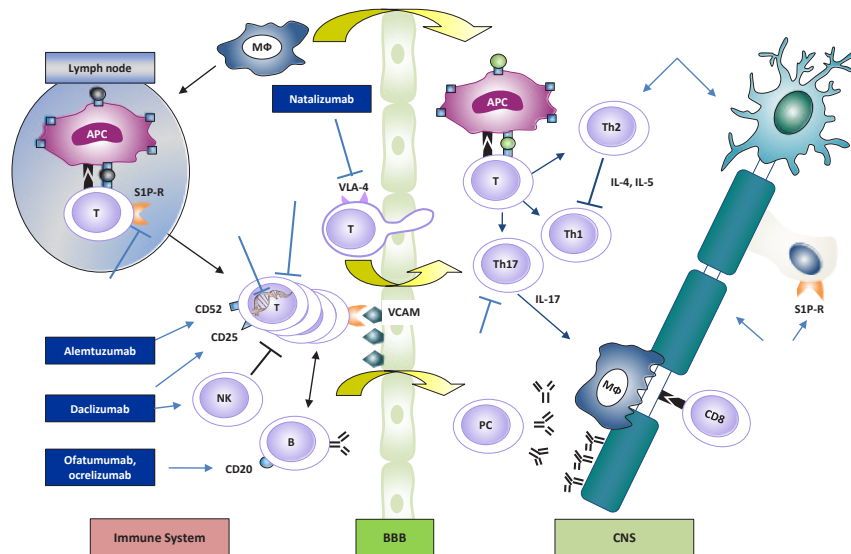 MΦ
Lymph node
Natalizumab
APC
APC
Th2
S1P-R
VLA-4
IL-4, IL-5
T
T
T
Th1
Th17
CD52
T
IL-17
VCAM
S1P-R
CD25
Alemtuzumab
MΦ
Daclizumab
NK
CD8
PC
B
Ofatumumab,
ocrelizumab
CD20
Immune System
BBB
CNS